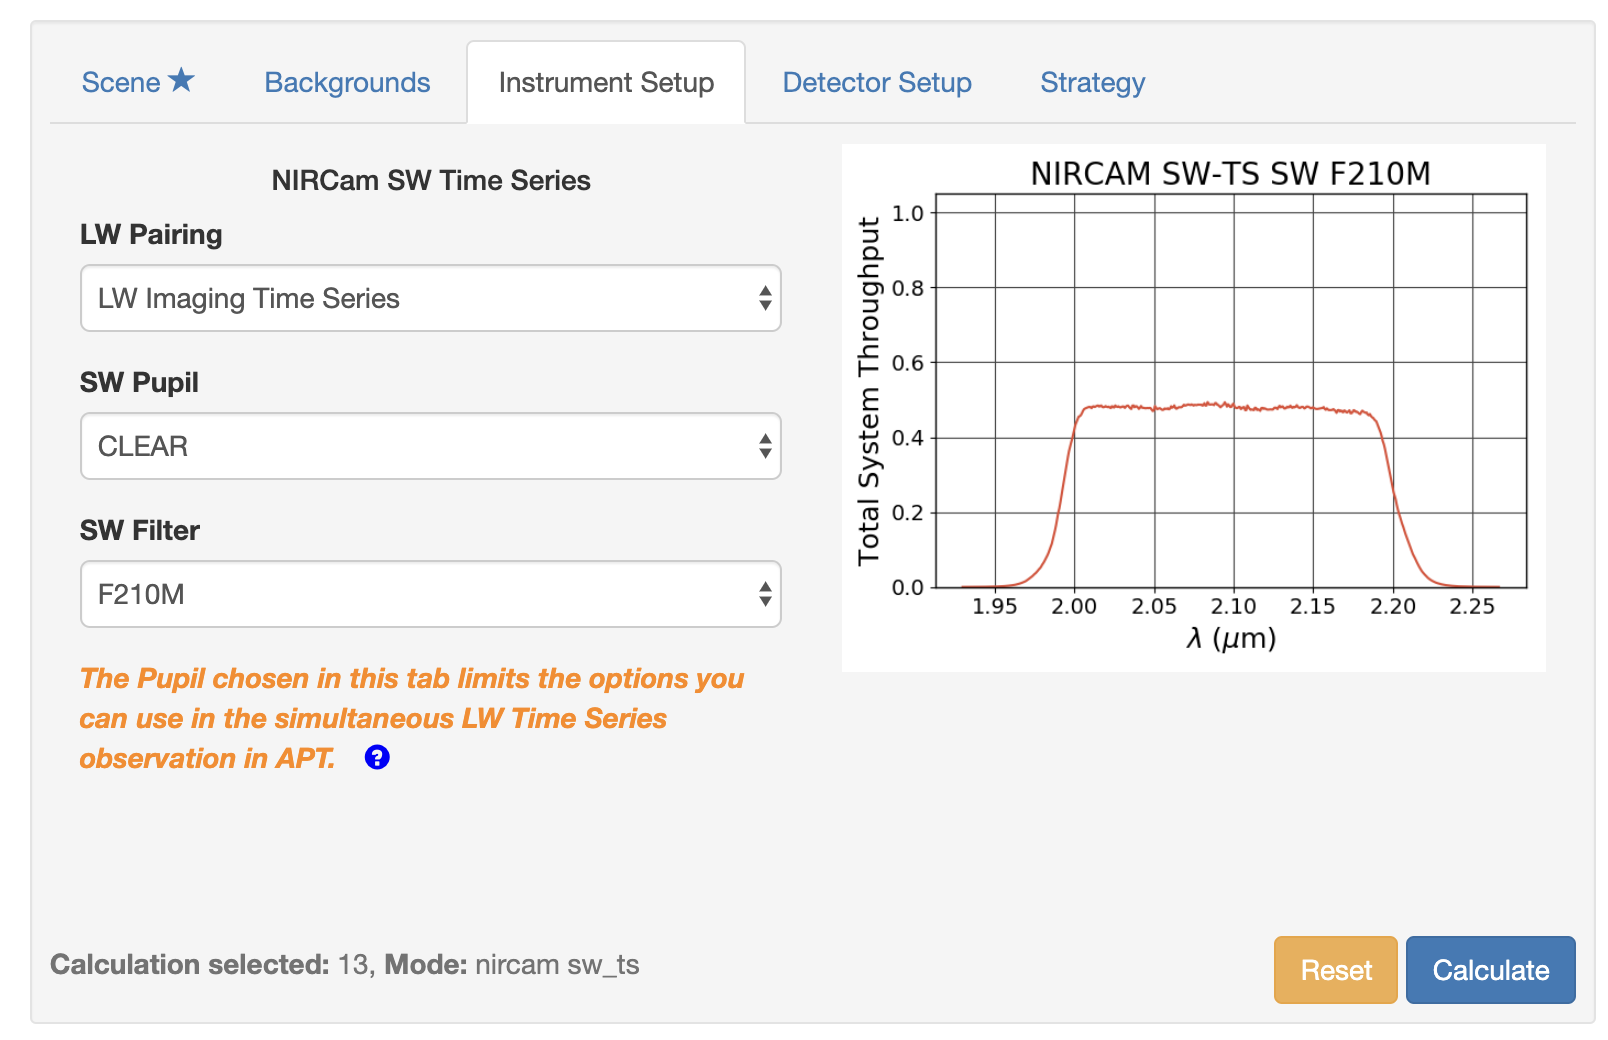 Scene ★ Backgrounds Instrument Setup Detector Setup Strategy
NIRCam SW Time Series
LW Pairing
LW Imaging Time Series
SW Pupil
CLEAR
SW Filter
F210M
The Pupil chosen in this tab limits the options you
can use in the simultaneous LW Time Series
observation in APT. ?
NIRCAM SW-TS SW F210M
Total System Throughput
1.0
0.8
0.6
0.4
0.2
0.0
1.95 2.00 2.05 2.10 2.15 2.20 2.25
λ (μm)
Calculation selected: 13, Mode: nircam sw_ts
Reset Calculate